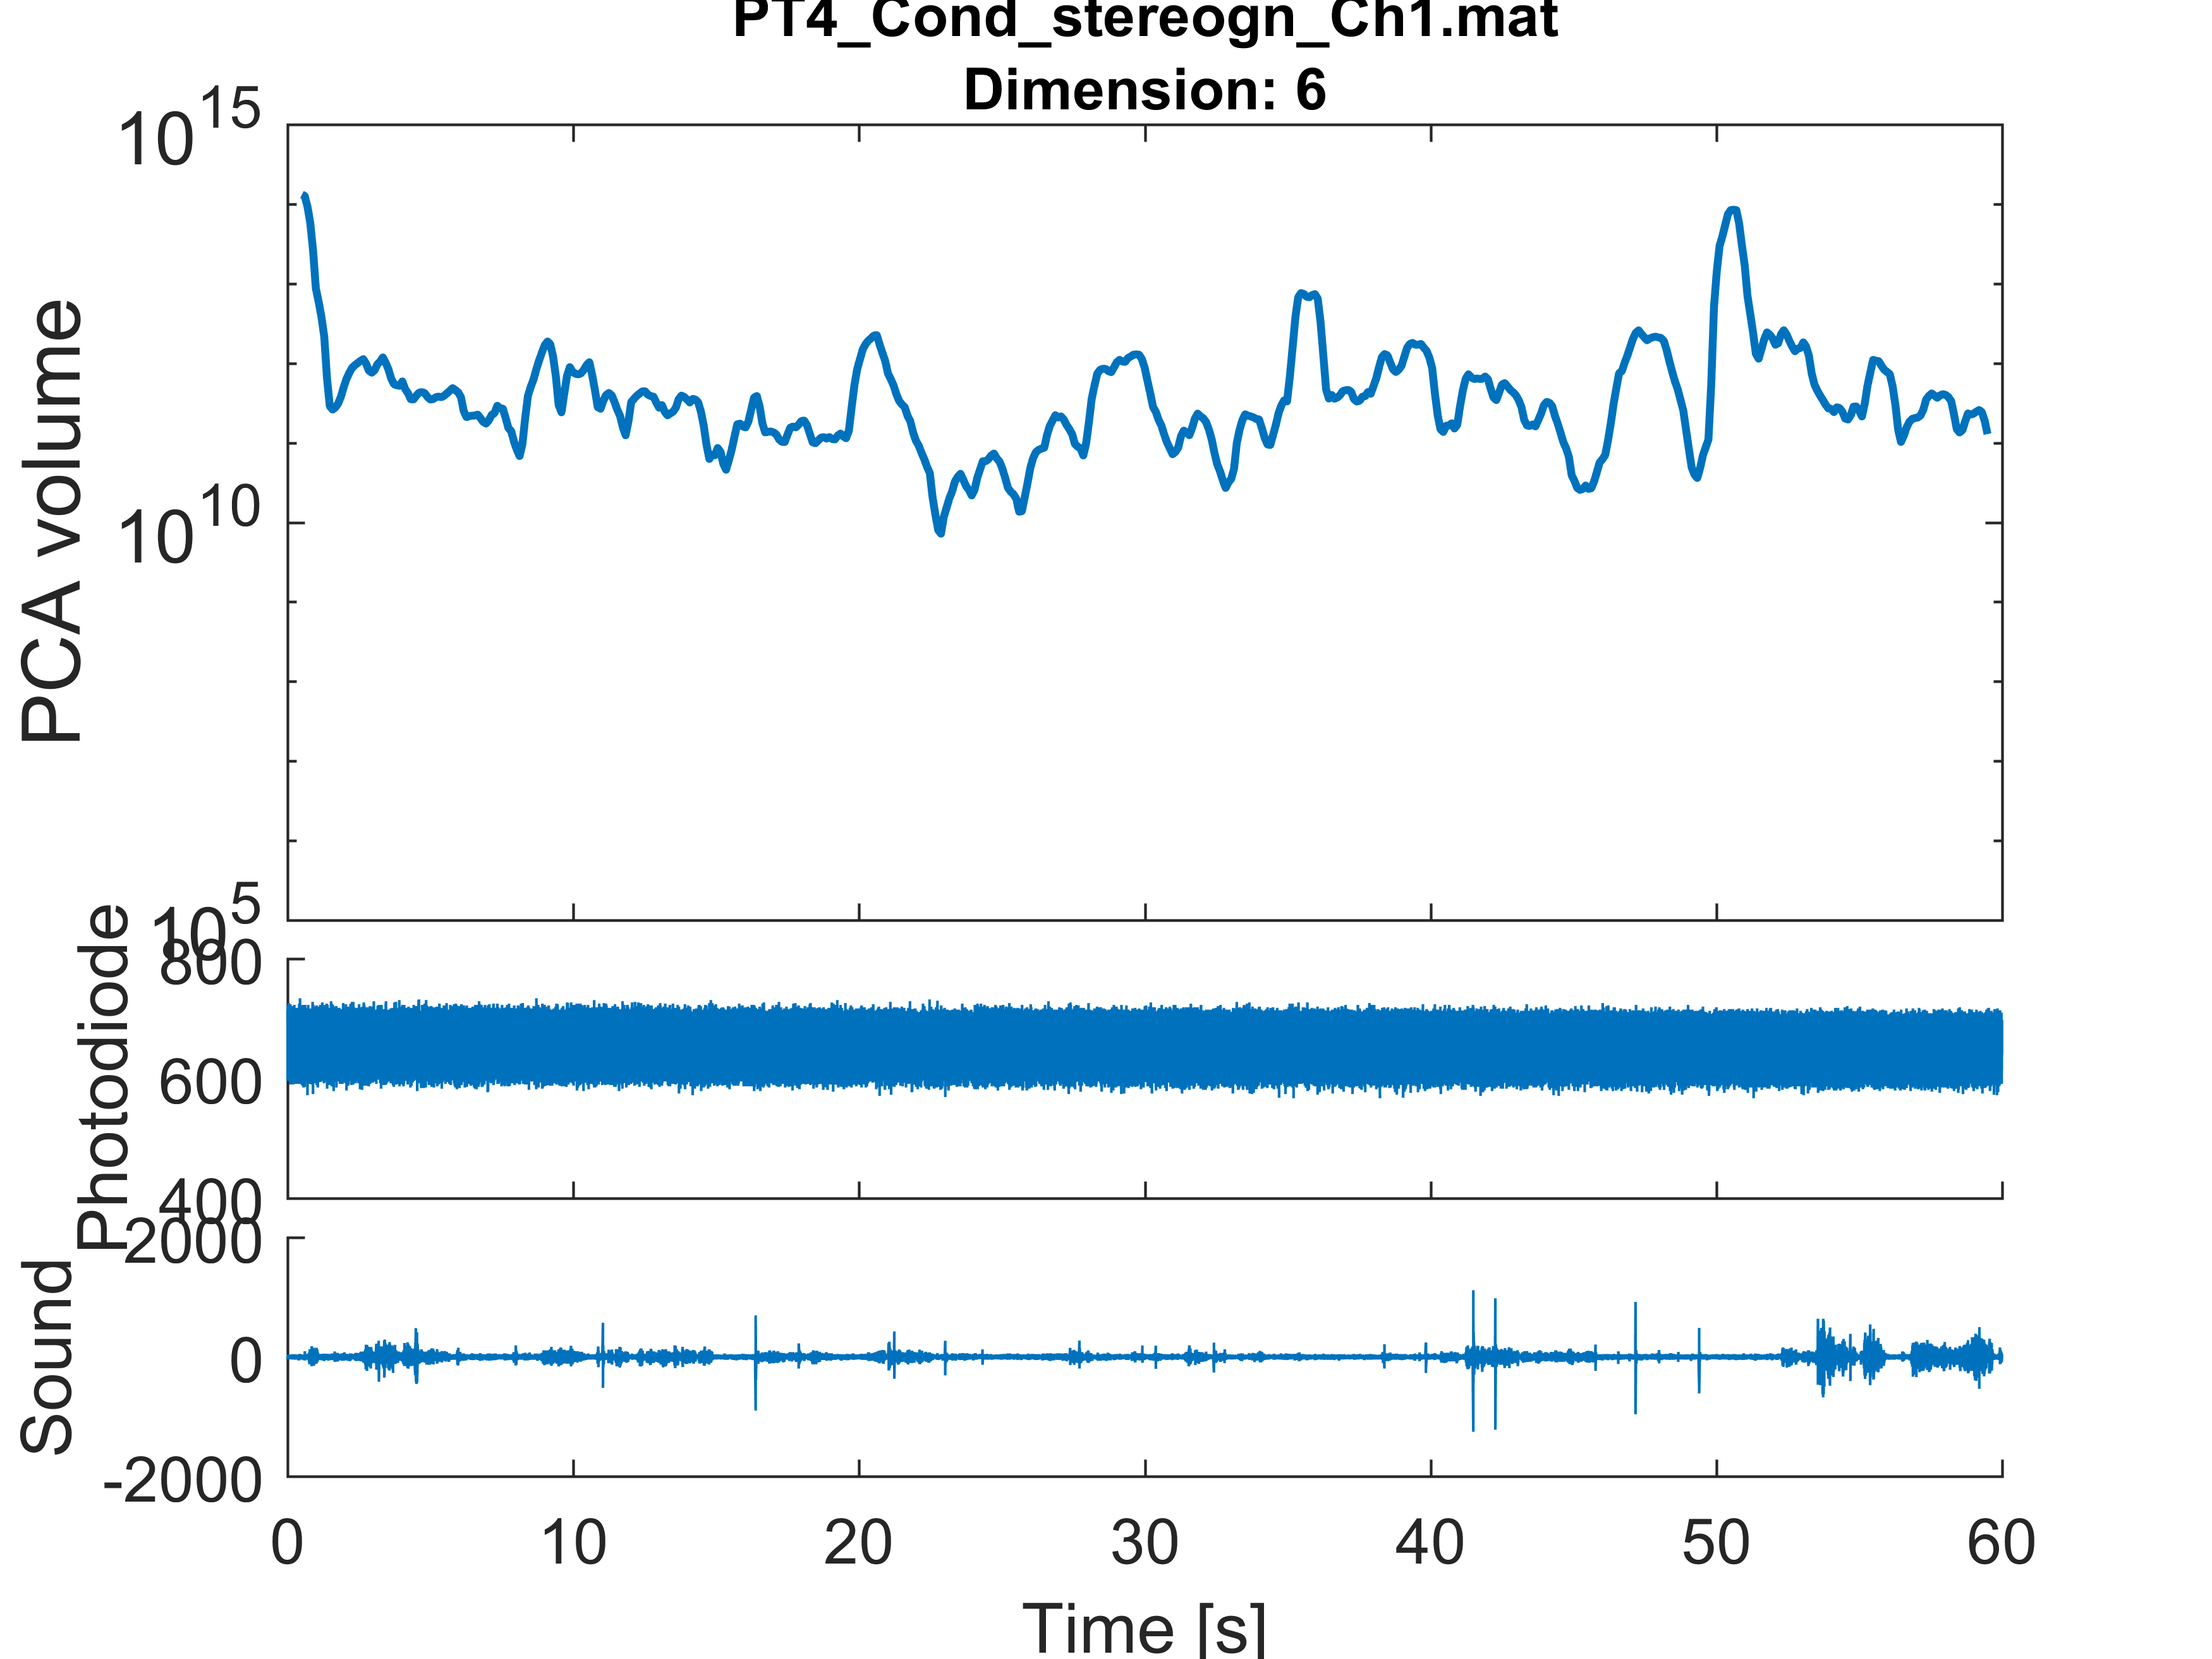 PT4_Cond_stereogn_Ch1.mat
Dimension: 6
PCA volume
10^15
10^10
10^5
Photodiode
800
600
400
Sound
2000
0
-2000
0 10 20 30 40 50 60
Time [s]